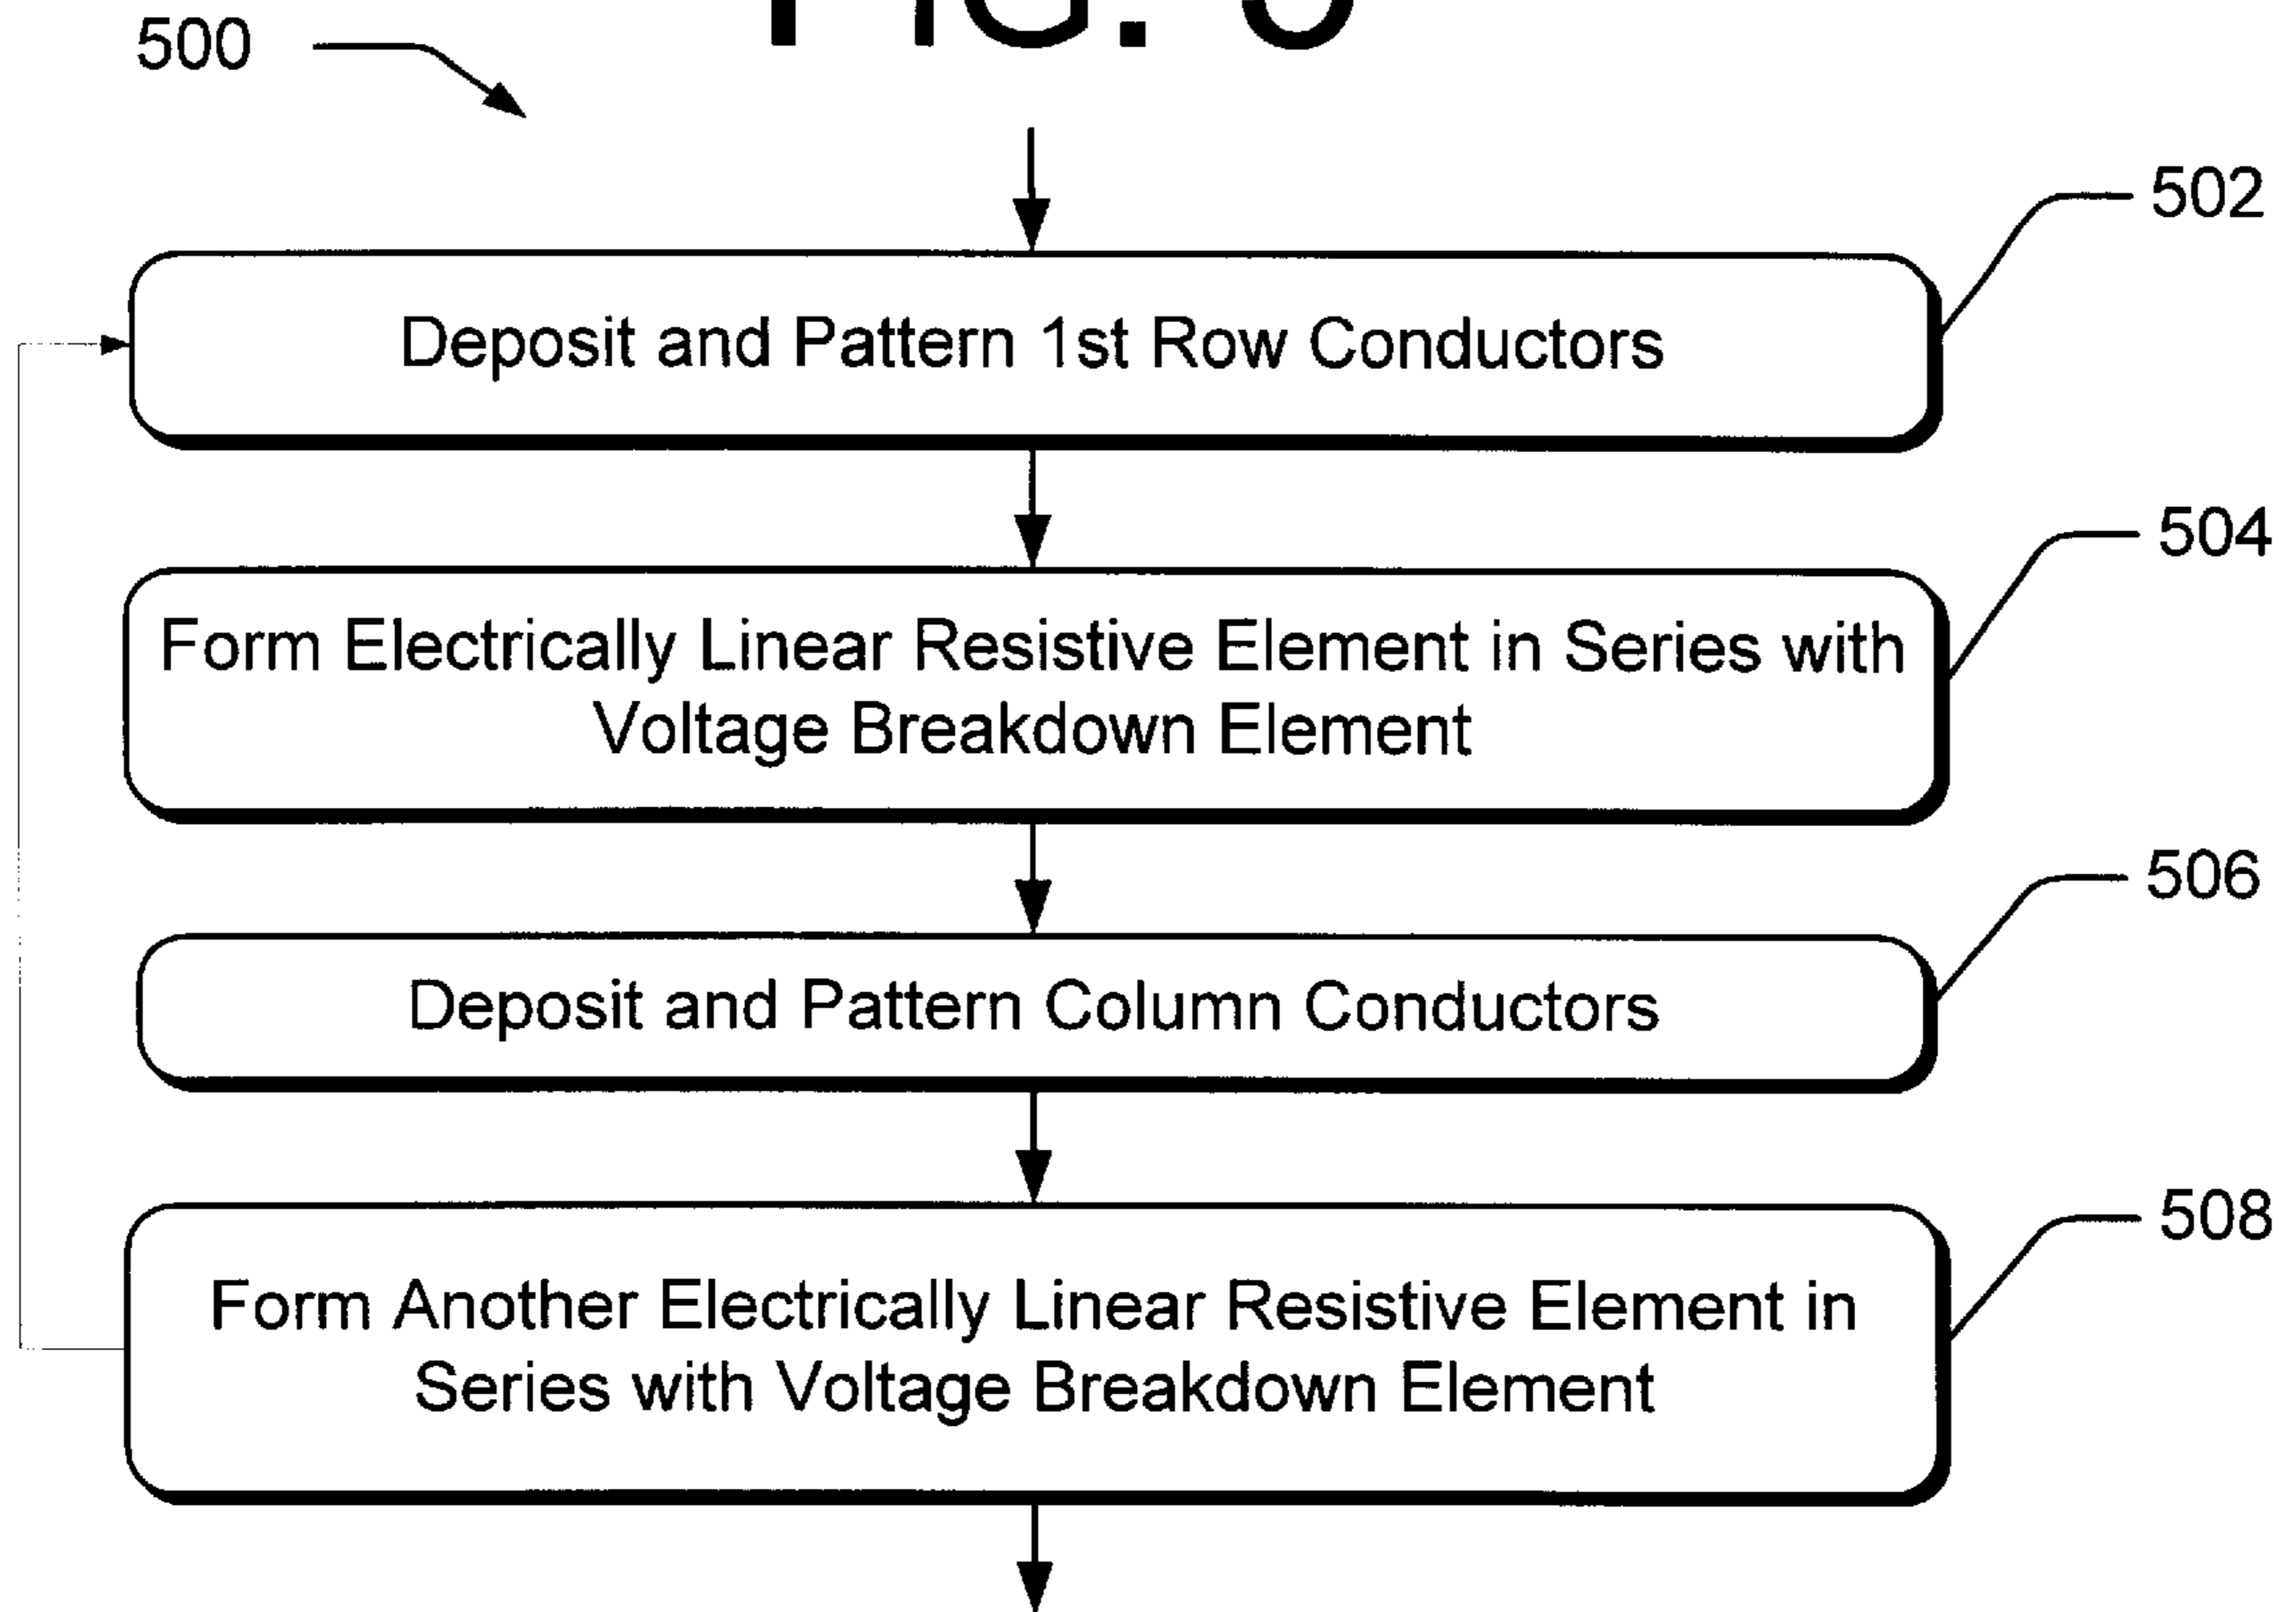 500
502
Deposit and Pattern 1st Row Conductors
504
Form Electrically Linear Resistive Element in Series with
Voltage Breakdown Element
506
Deposit and Pattern Column Conductors
508
Form Another Electrically Linear Resistive Element in
Series with Voltage Breakdown Element